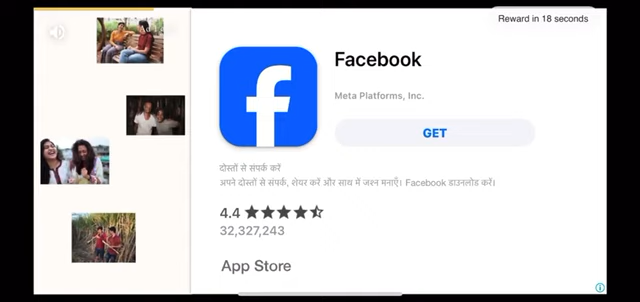 Reward in 18 seconds
Facebook
Meta Platforms, Inc.
GET
दोस्तों से संपर्क करें
अपने दोस्तों से संपर्क, शेयर करें और साथ में जश्न मनाएँ। Facebook डाउनलोड करें।
4.4
32,327,243
App Store